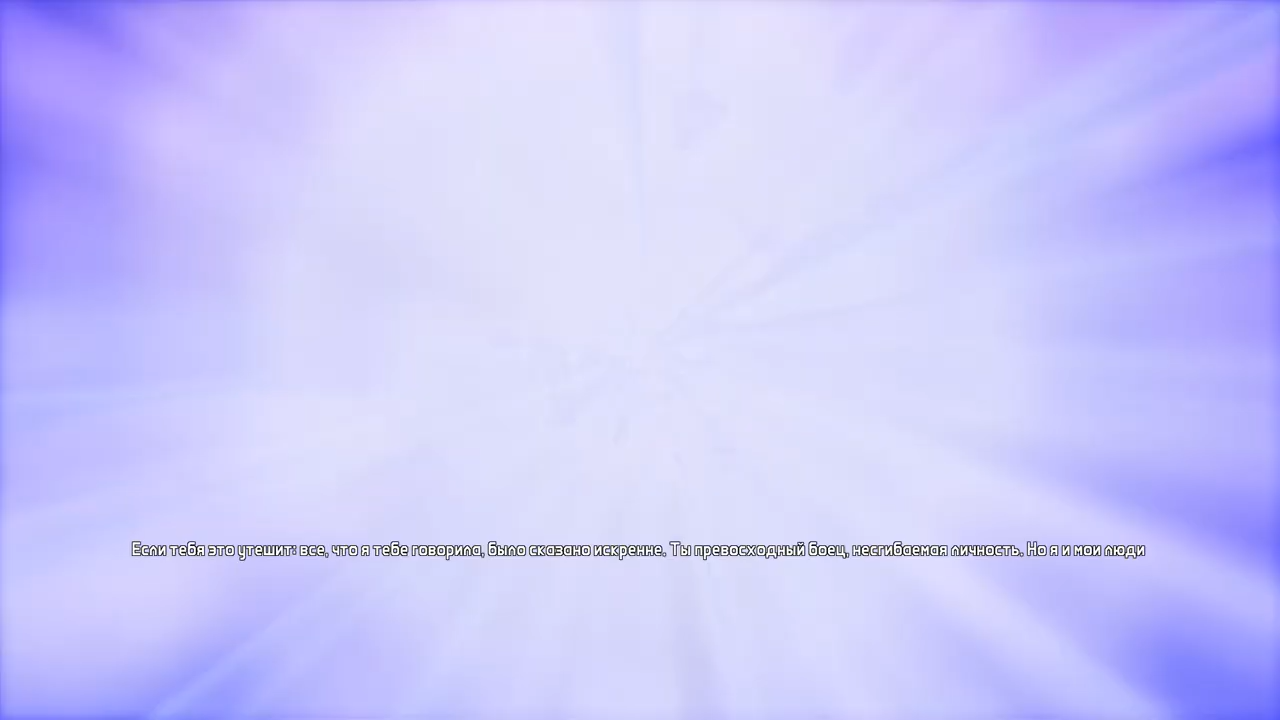 Если тебя это утешит: все, что я тебе говорила, было сказано искренне. Ты превосходный боец, несгибаемая личность. Но я и мои люди